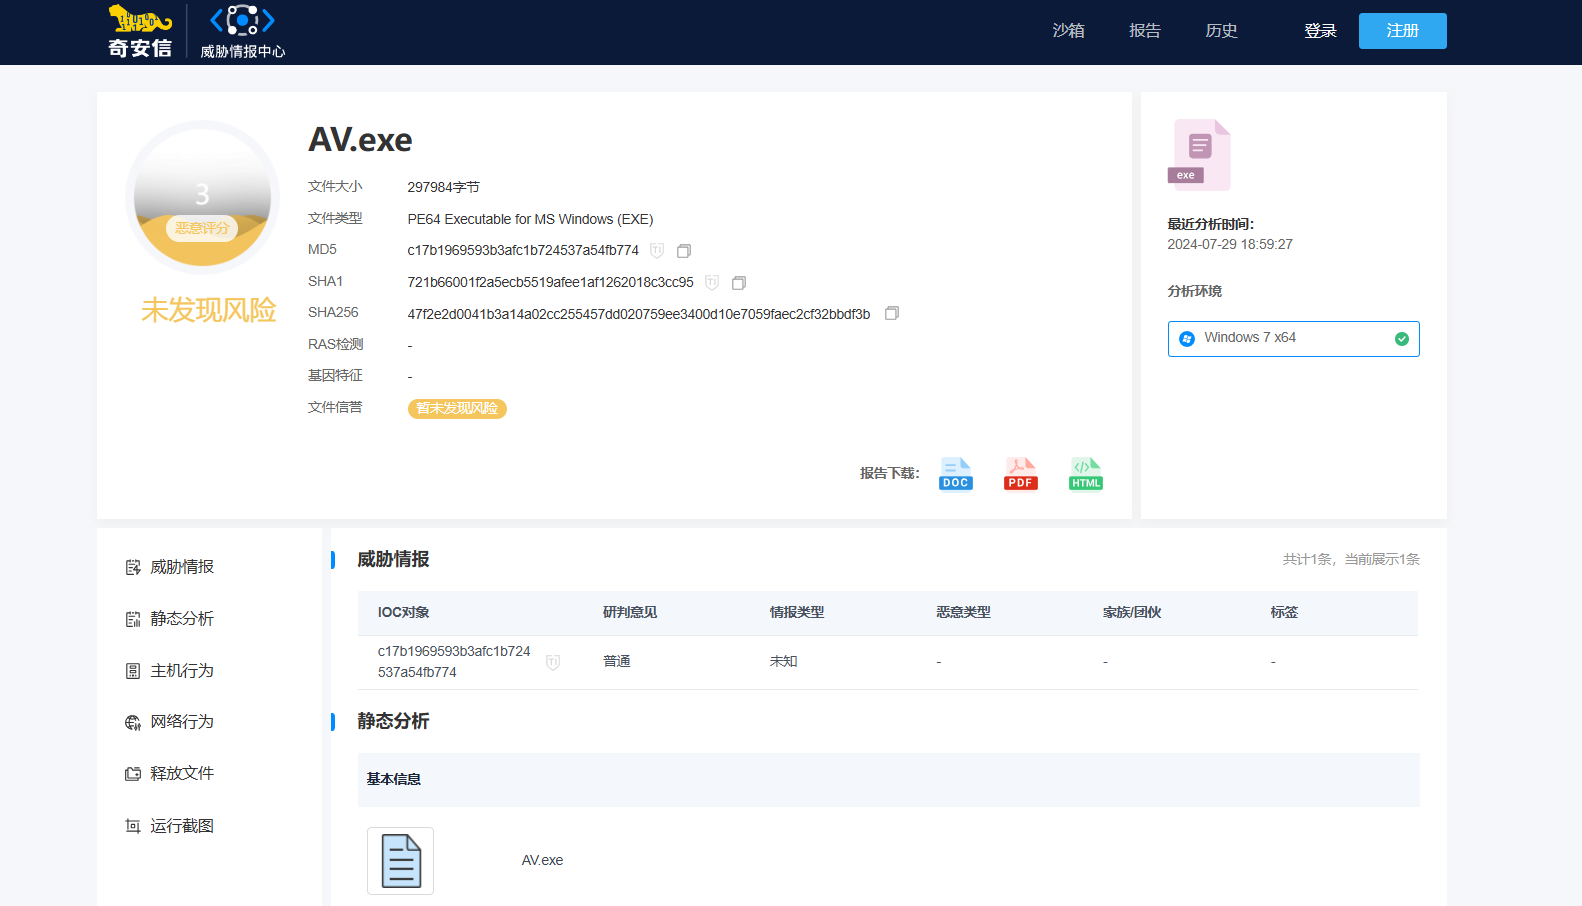 奇安信
威胁情报中心
沙箱
报告
历史
登录
注册
3
恶意评分
未发现风险
AV.exe
文件大小 297984字节
文件类型 PE64 Executable for MS Windows (EXE)
MD5 c17b1969593b3afc1b724537a54fb774
SHA1 721b66001f2a5ecb5519afee1af1262018c3cc95
SHA256 47f2e2d0041b3a14a02cc255457dd020759ee3400d10e7059faec2cf32bbdf3b
RAS检测 -
基因特征 -
文件信誉 暂未发现风险
报告下载：
DOC
PDF
HTML
exe
最近分析时间：
2024-07-29 18:59:27
分析环境
Windows 7 x64
威胁情报
静态分析
主机行为
网络行为
释放文件
运行截图
威胁情报
共计1条，当前展示1条
IOC对象 研判意见 情报类型 恶意类型 家族/团伙 标签
c17b1969593b3afc1b724
537a54fb774
普通 未知 - - -
静态分析
基本信息
AV.exe